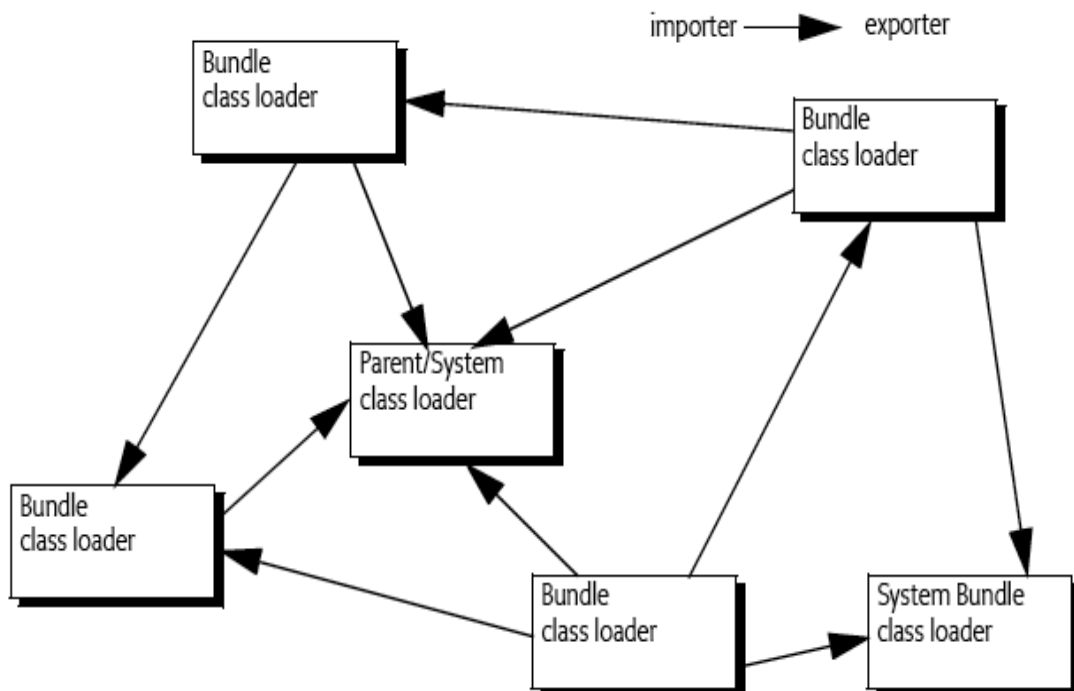 importer exporter
Bundle
class loader
Bundle
class loader
Parent/System
class loader
Bundle
class loader
Bundle
class loader
System Bundle
class loader